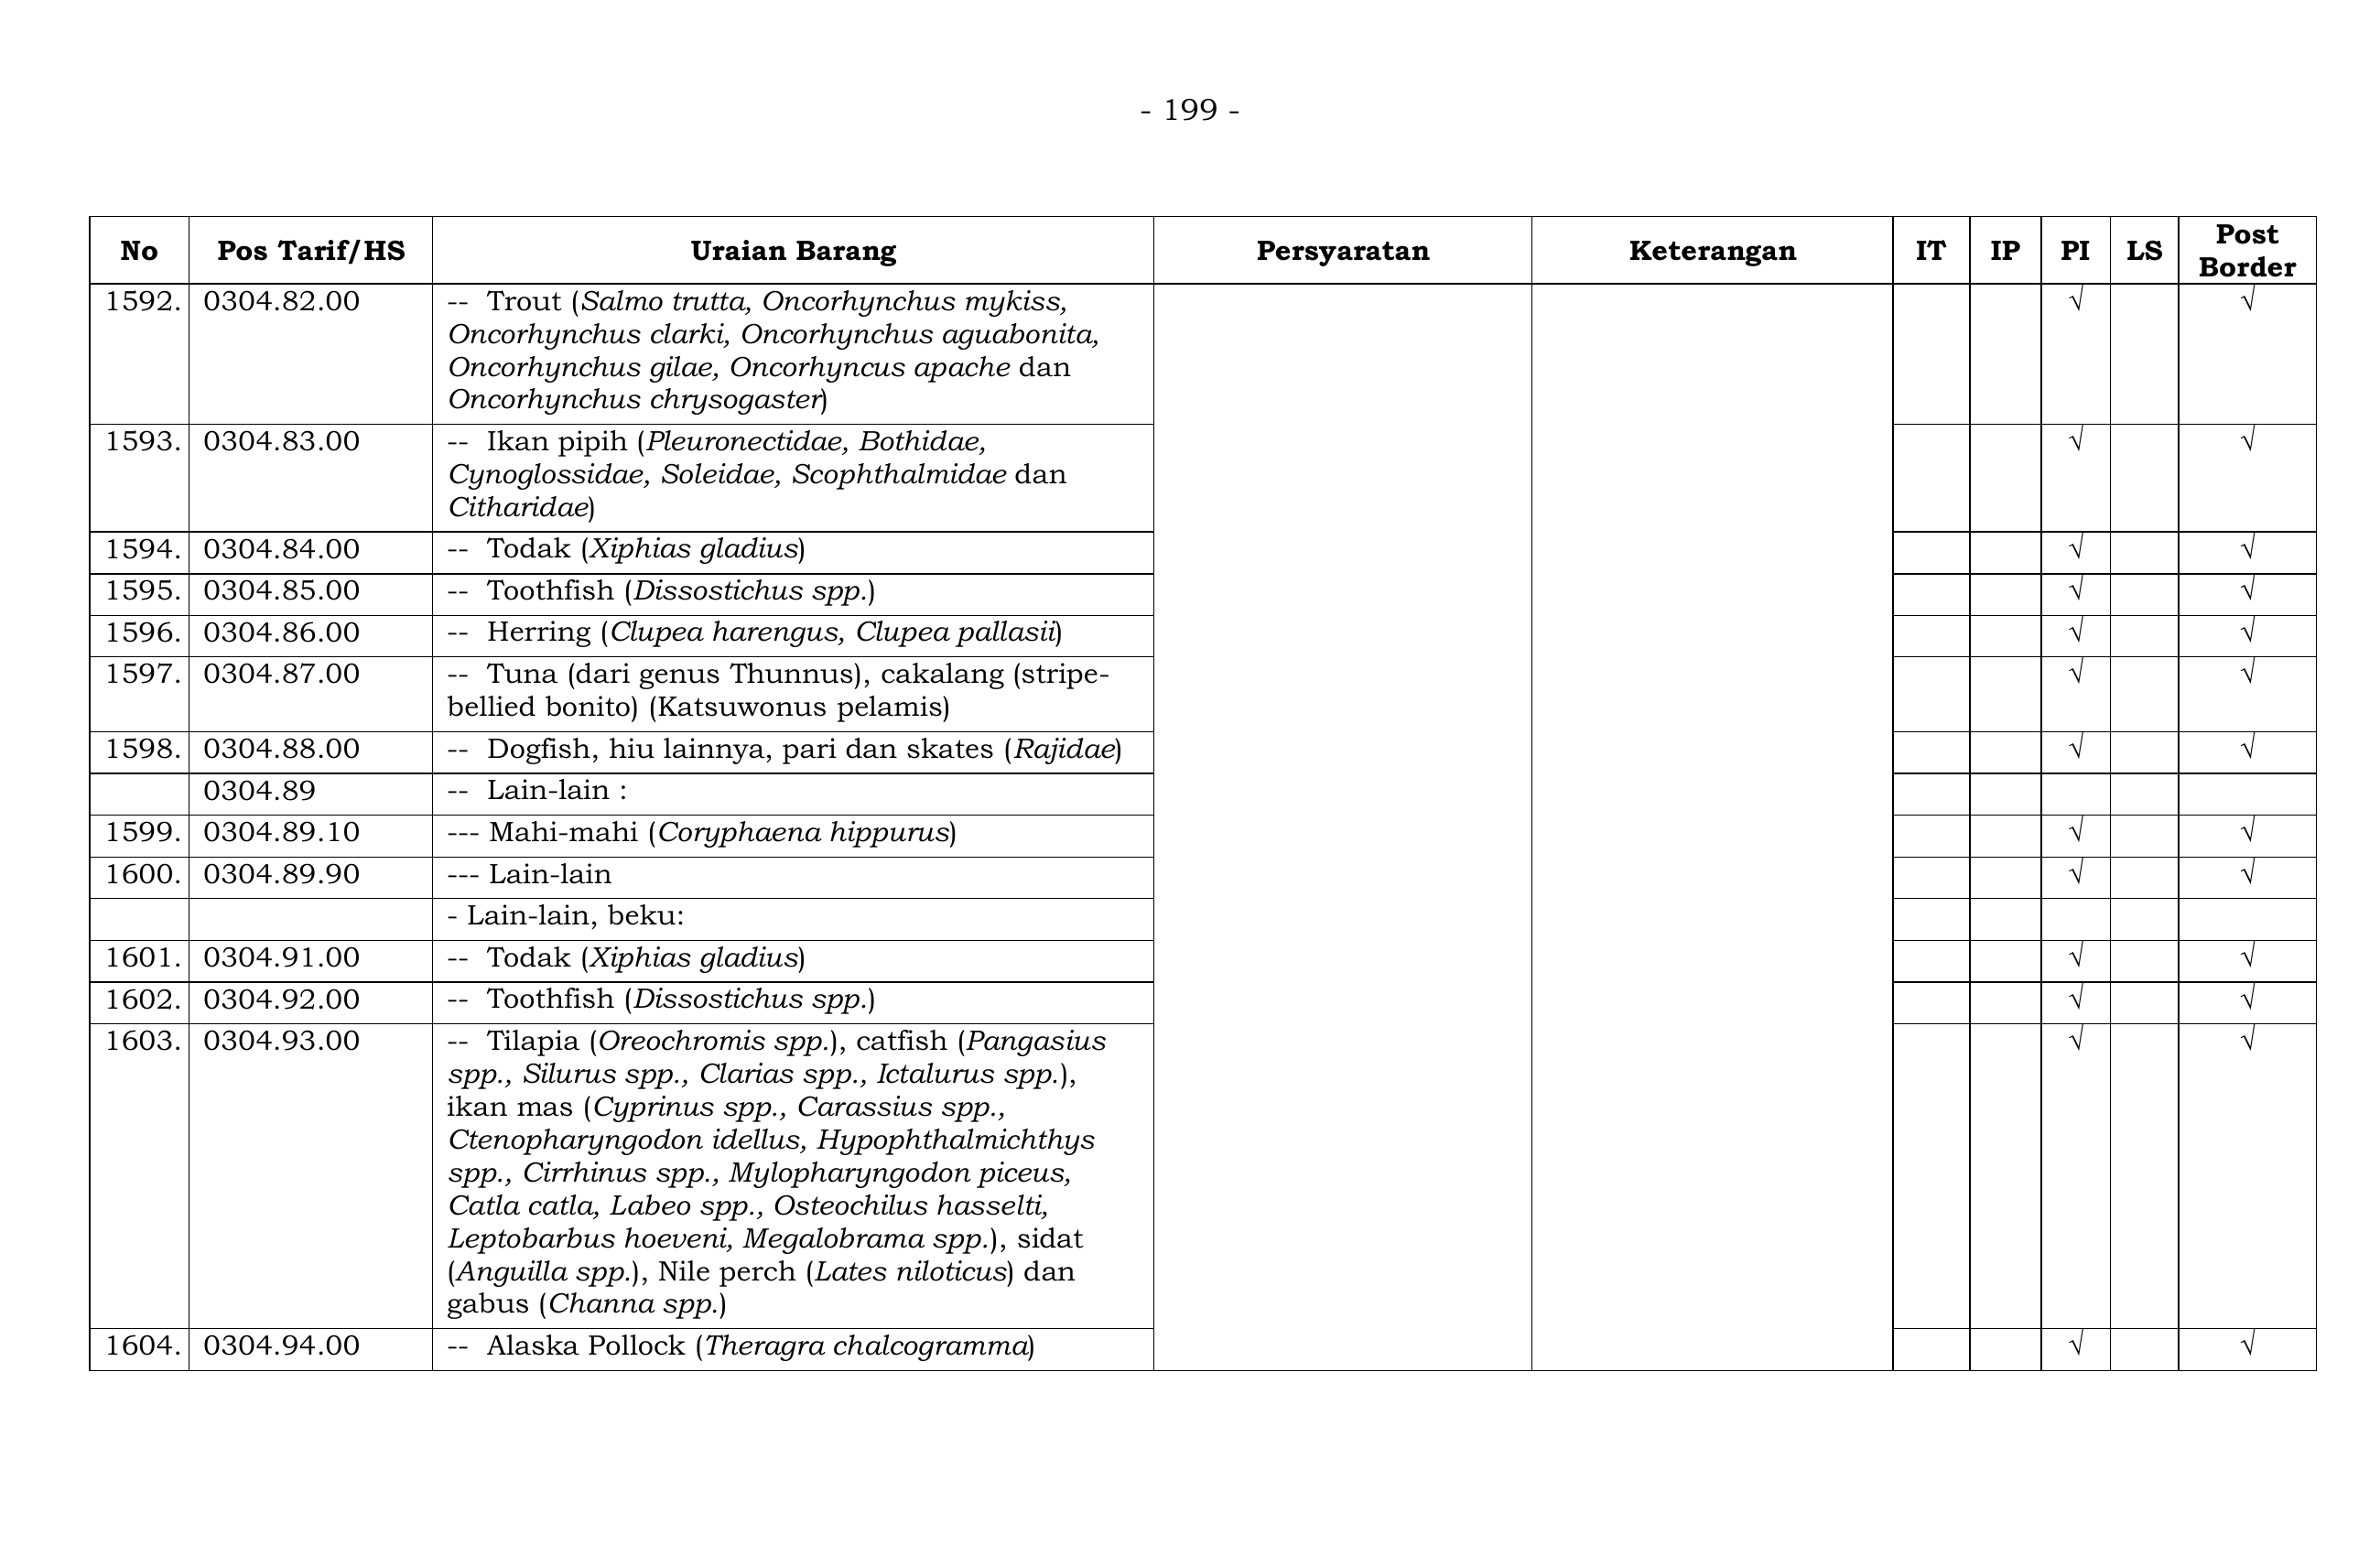 - 199 -
No Pos Tarif/HS Uraian Barang Persyaratan Keterangan IT IP PI LS Post Border
1592. 0304.82.00 -- Trout (Salmo trutta, Oncorhynchus mykiss, √ √
Oncorhynchus clarki, Oncorhynchus aguabonita,
Oncorhynchus gilae, Oncorhyncus apache dan
Oncorhynchus chrysogaster)
1593. 0304.83.00 -- Ikan pipih (Pleuronectidae, Bothidae, √ √
Cynoglossidae, Soleidae, Scophthalmidae dan
Citharidae)
1594. 0304.84.00 -- Todak (Xiphias gladius) √ √
1595. 0304.85.00 -- Toothfish (Dissostichus spp.) √ √
1596. 0304.86.00 -- Herring (Clupea harengus, Clupea pallasii) √ √
1597. 0304.87.00 -- Tuna (dari genus Thunnus), cakalang (stripe- √ √
bellied bonito) (Katsuwonus pelamis)
1598. 0304.88.00 -- Dogfish, hiu lainnya, pari dan skates (Rajidae) √ √
0304.89 -- Lain-lain :
1599. 0304.89.10 --- Mahi-mahi (Coryphaena hippurus) √ √
1600. 0304.89.90 --- Lain-lain √ √
- Lain-lain, beku:
1601. 0304.91.00 -- Todak (Xiphias gladius) √ √
1602. 0304.92.00 -- Toothfish (Dissostichus spp.) √ √
1603. 0304.93.00 -- Tilapia (Oreochromis spp.), catfish (Pangasius √ √
spp., Silurus spp., Clarias spp., Ictalurus spp.),
ikan mas (Cyprinus spp., Carassius spp.,
Ctenopharyngodon idellus, Hypophthalmichthys
spp., Cirrhinus spp., Mylopharyngodon piceus,
Catla catla, Labeo spp., Osteochilus hasselti,
Leptobarbus hoeveni, Megalobrama spp.), sidat
(Anguilla spp.), Nile perch (Lates niloticus) dan
gabus (Channa spp.)
1604. 0304.94.00 -- Alaska Pollock (Theragra chalcogramma) √ √